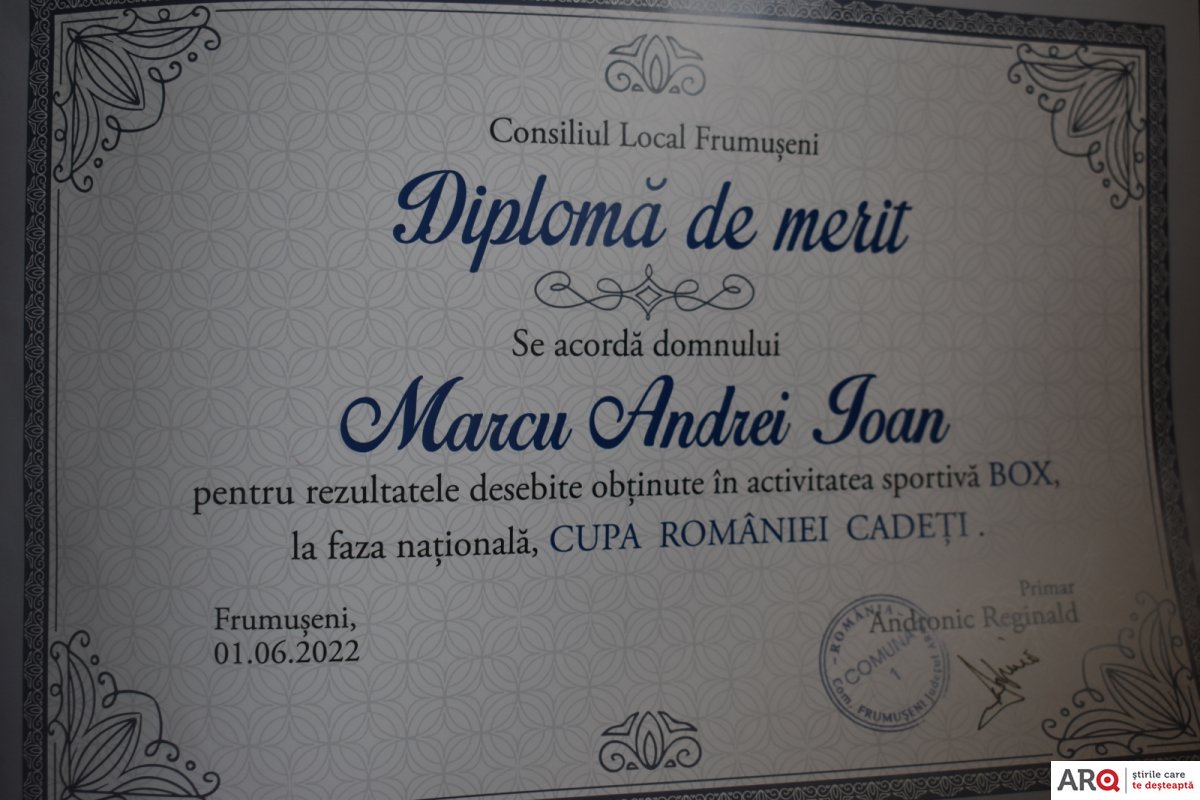 Consiliul Local Frumușeni
Diplomă de merit
Se acordă domnului
Marcu Andrei Ioan
pentru rezultatele desebite obținute în activitatea sportivă BOX,
la faza națională, CUPA ROMÂNIEI CADEȚI .
Frumușeni,
01.06.2022
Primar
Andronic Reginald
ROMÂNIA
COMUNA
1
Com. FRUMUȘENI Județul
ARQ
știrile care
te deșteaptă